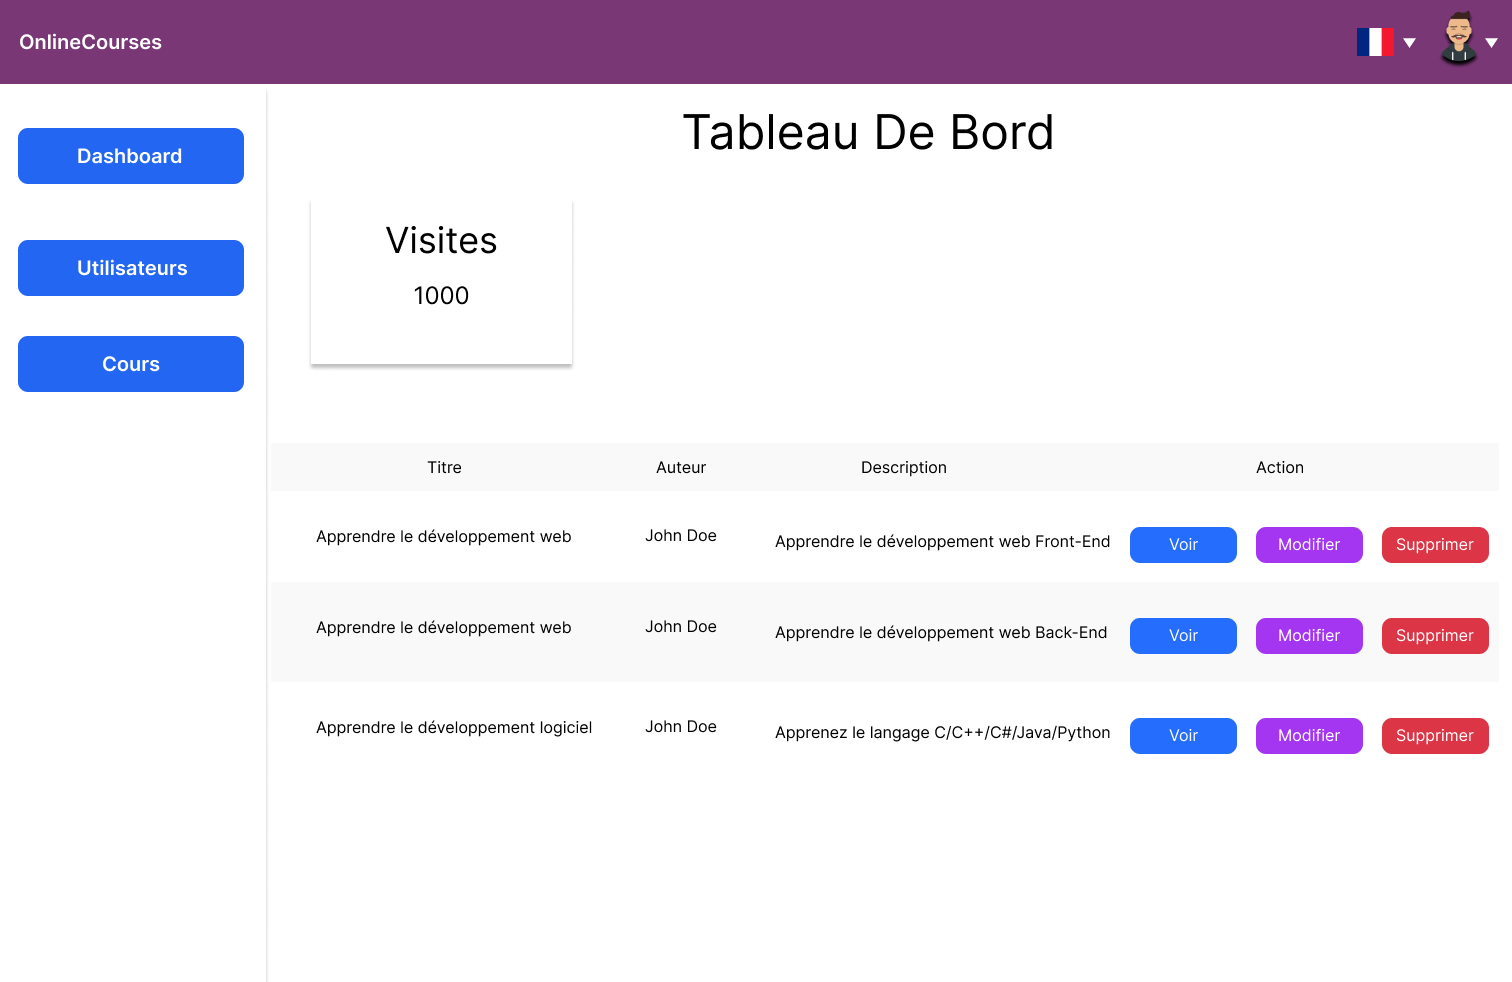 OnlineCourses
Dashboard
Utilisateurs
Cours
Tableau De Bord
Visites
1000
Titre Auteur Description Action
Apprendre le développement web John Doe Apprendre le développement web Front-End Voir Modifier Supprimer
Apprendre le développement web John Doe Apprendre le développement web Back-End Voir Modifier Supprimer
Apprendre le développement logiciel John Doe Apprenez le langage C/C++/C#/Java/Python Voir Modifier Supprimer